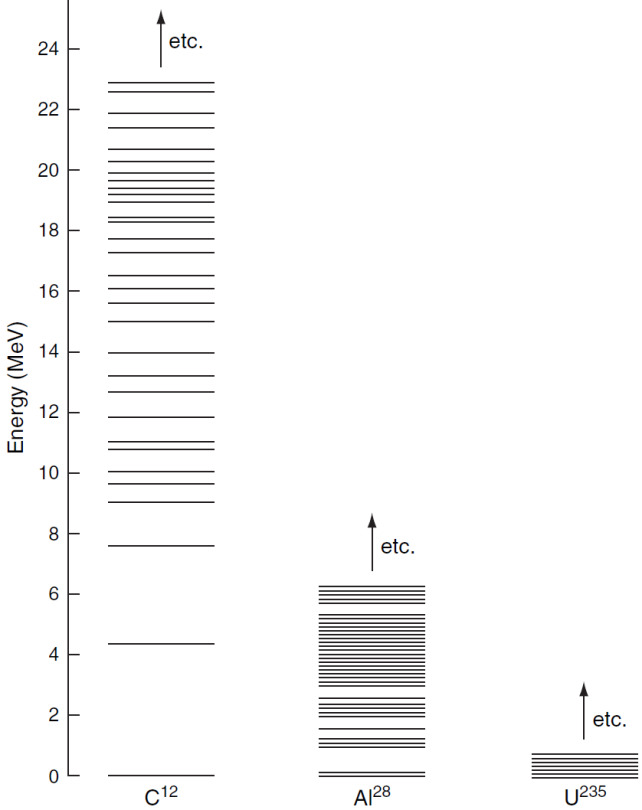 24
etc.
22
20
18
16
14
Energy (MeV)
12
10
8
etc.
6
4
2
etc.
0
C¹² Al²⁸ U²³⁵